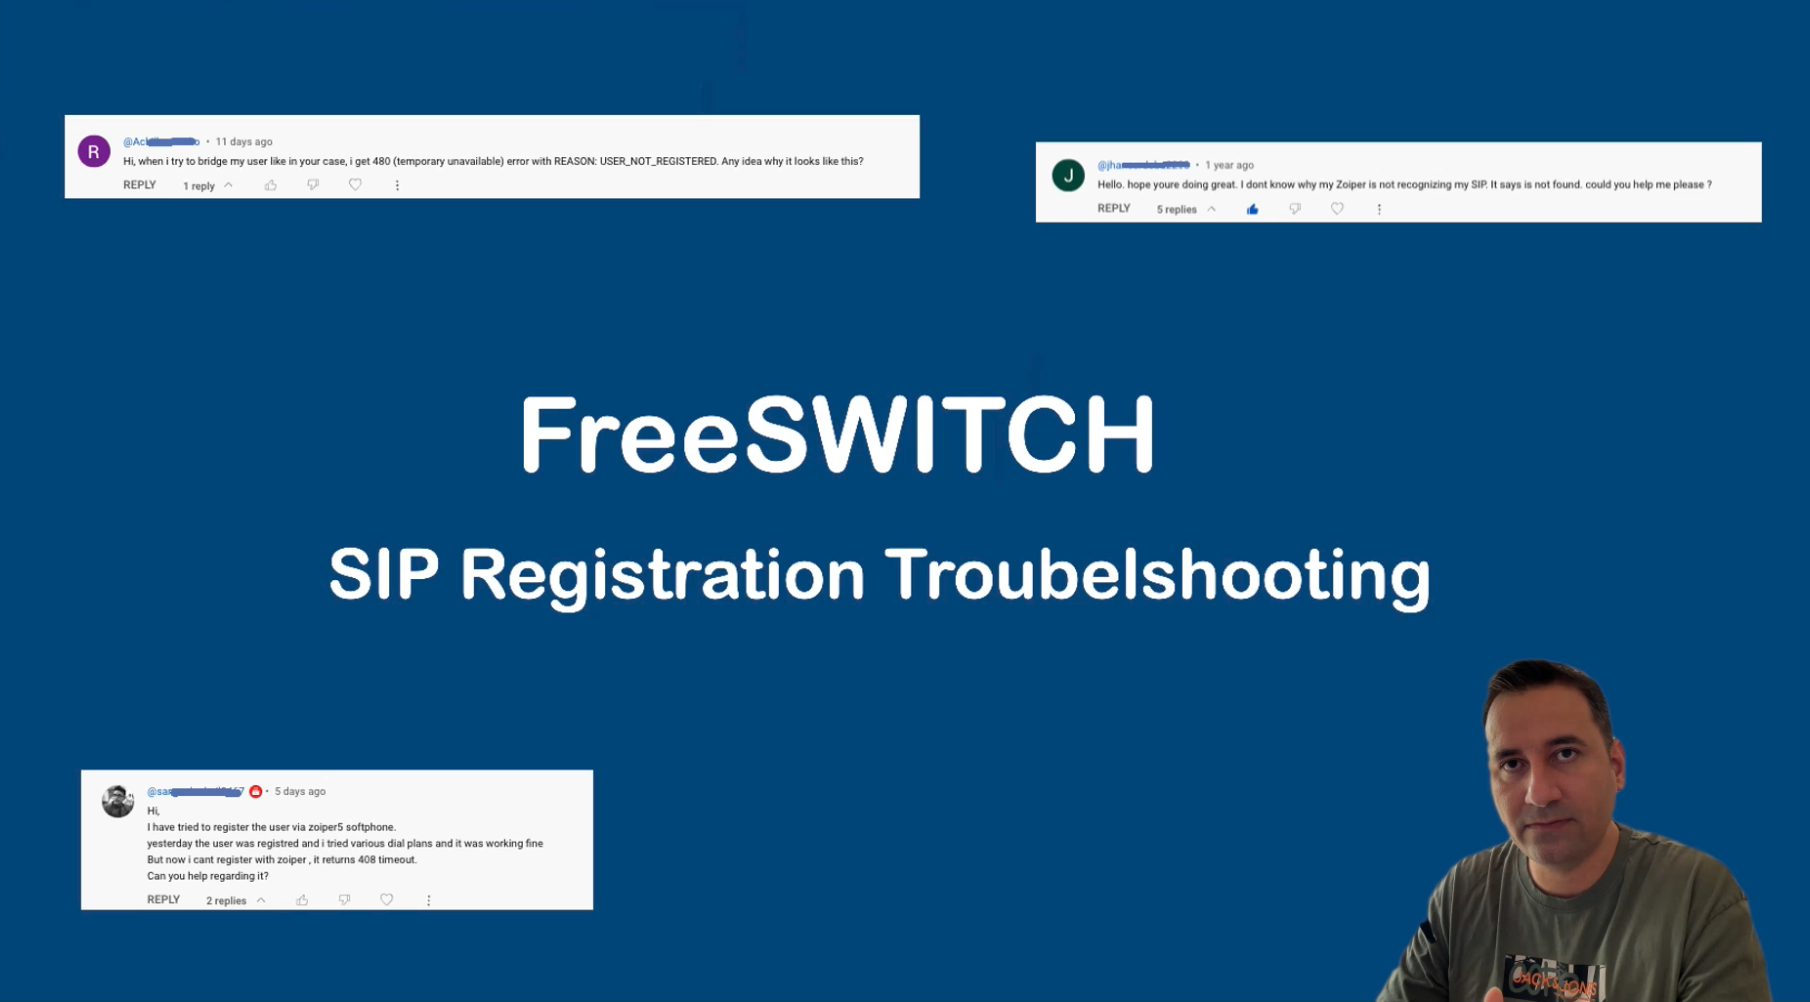 R
@Ac
• 11 days ago
Hi, when i try to bridge my user like in your case, i get 480 (temporary unavailable) error with REASON: USER_NOT_REGISTERED. Any idea why it looks like this?
REPLY 1 reply
J
@jha
• 1 year ago
Hello. hope youre doing great. I dont know why my Zoiper is not recognizing my SIP. It says is not found. could you help me please ?
REPLY 5 replies
FreeSWITCH
SIP Registration Troubelshooting
@sa
• 5 days ago
Hi,
I have tried to register the user via zoiper5 softphone.
yesterday the user was registred and i tried various dial plans and it was working fine
But now i cant register with zoiper , it returns 408 timeout.
Can you help regarding it?
REPLY 2 replies
JACK & JONES